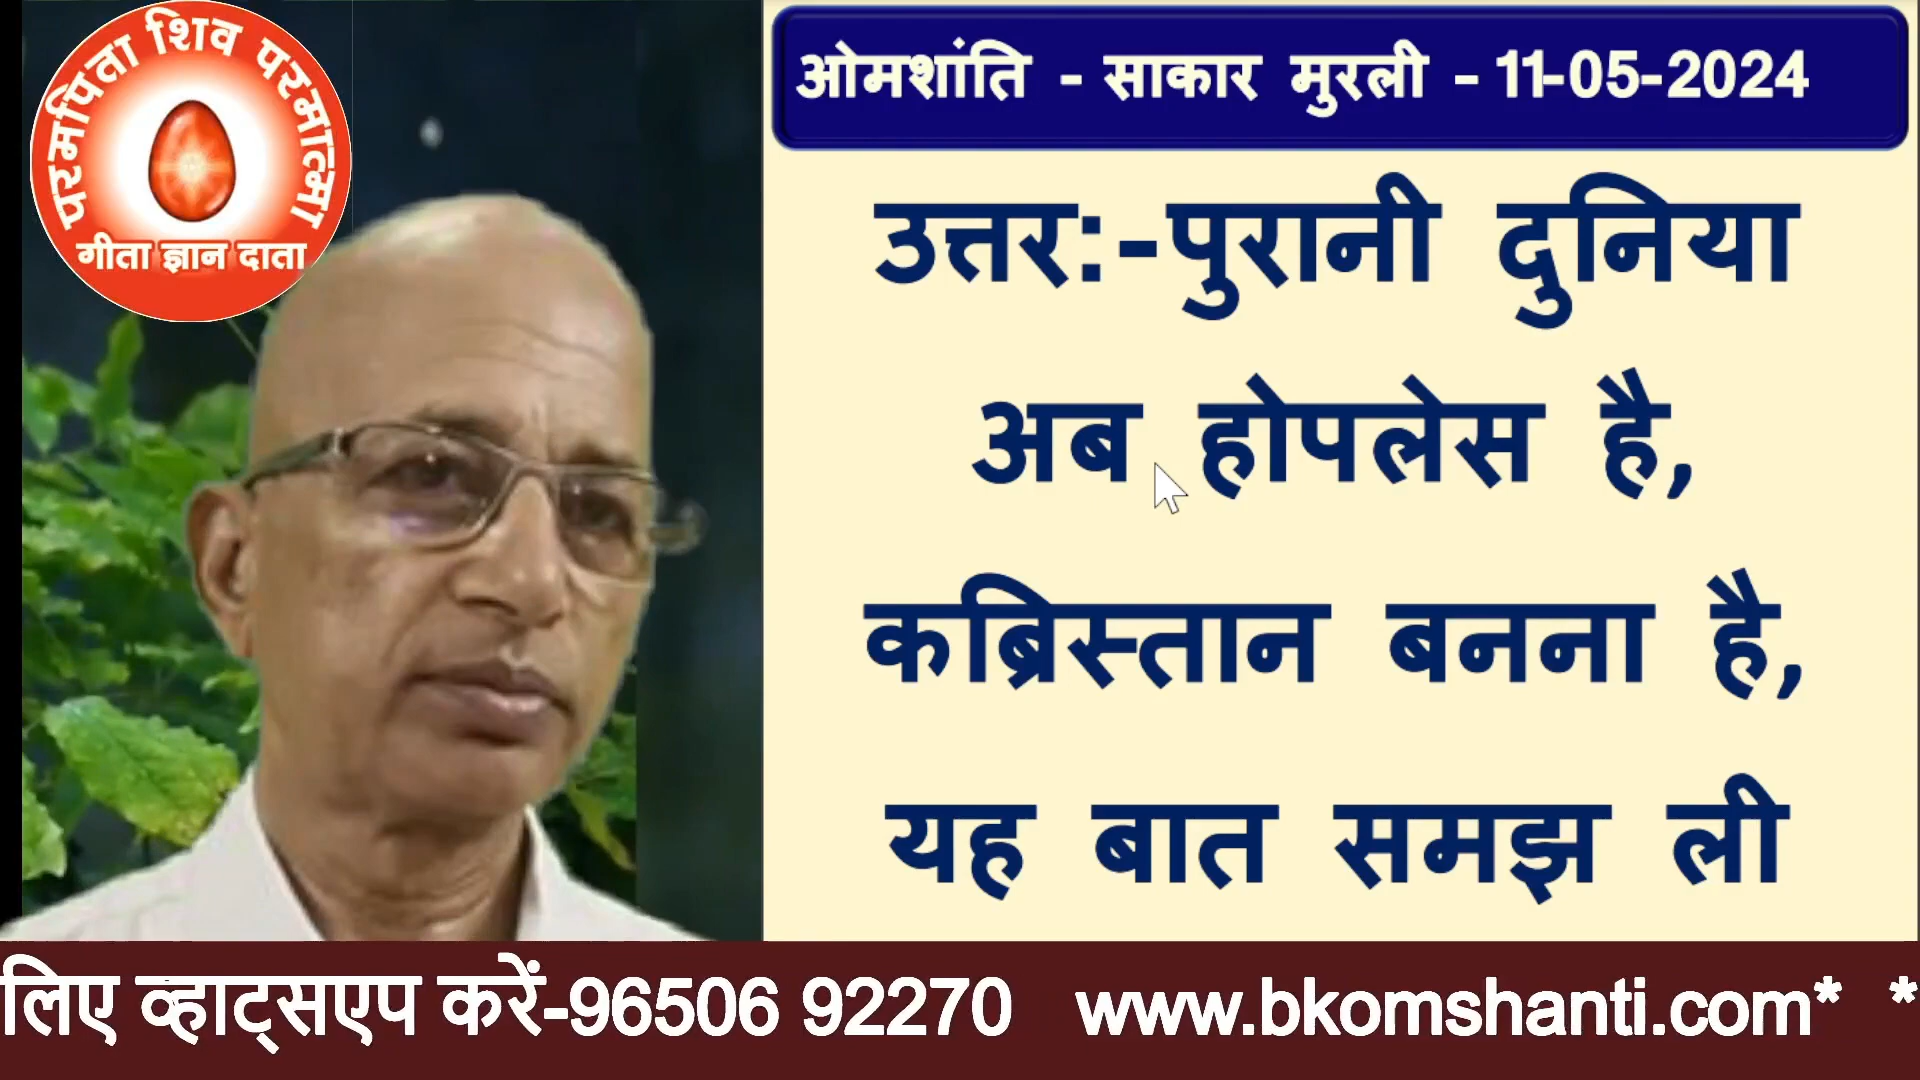 परमपिता शिव परमात्मा
गीता ज्ञान दाता
ओमशांति - साकार मुरली - 11-05-2024
उत्तर:-पुरानी दुनिया
अब होपलेस है,
कब्रिस्तान बनना है,
यह बात समझ ली
लिए व्हाट्सएप करें-96506 92270 www.bkomshanti.com* *